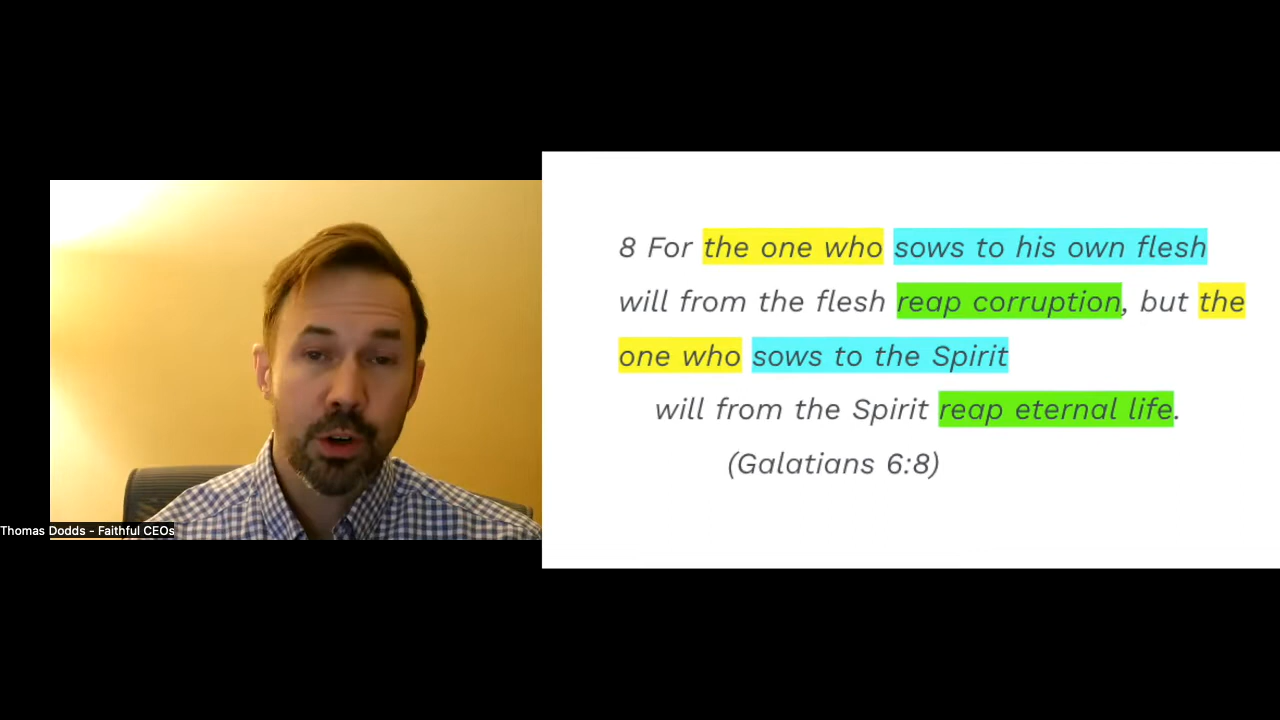 8 For the one who sows to his own flesh
will from the flesh reap corruption, but the
one who sows to the Spirit
will from the Spirit reap eternal life.
(Galatians 6:8)
Thomas Dodds - Faithful CEOs